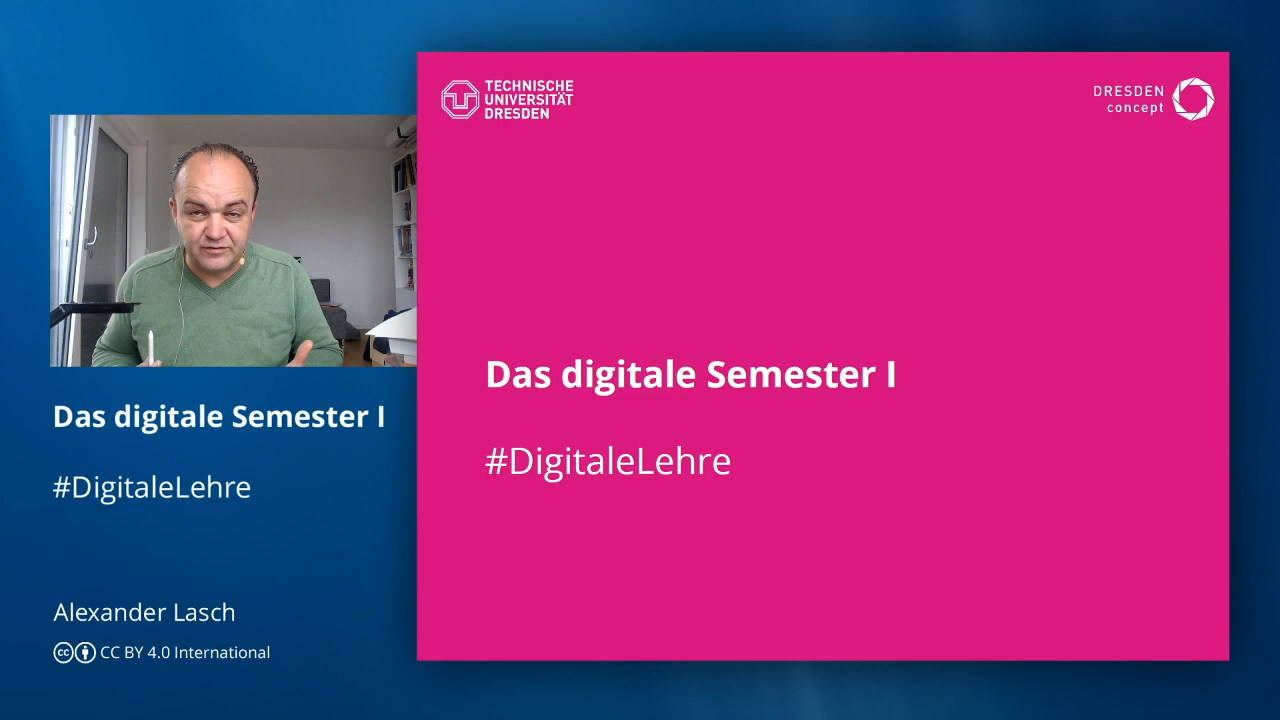 TECHNISCHE
UNIVERSITÄT
DRESDEN
DRESDEN
concept
Das digitale Semester I
#DigitaleLehre
Das digitale Semester I
#DigitaleLehre
Alexander Lasch
cc CC BY 4.0 International